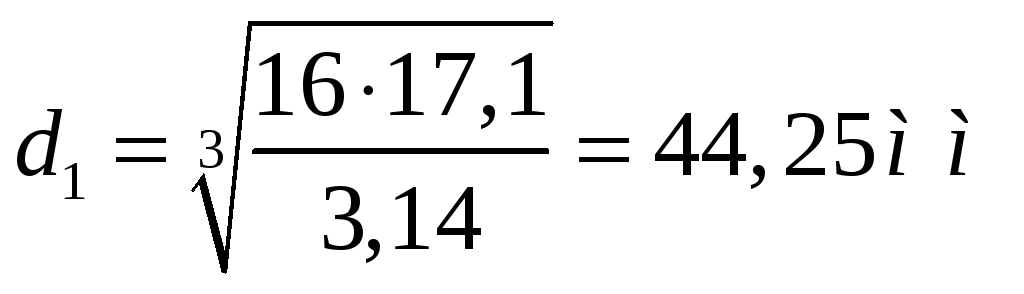 d₁ = ∛(16·17,1 / 3,14) = 44,25ì ì